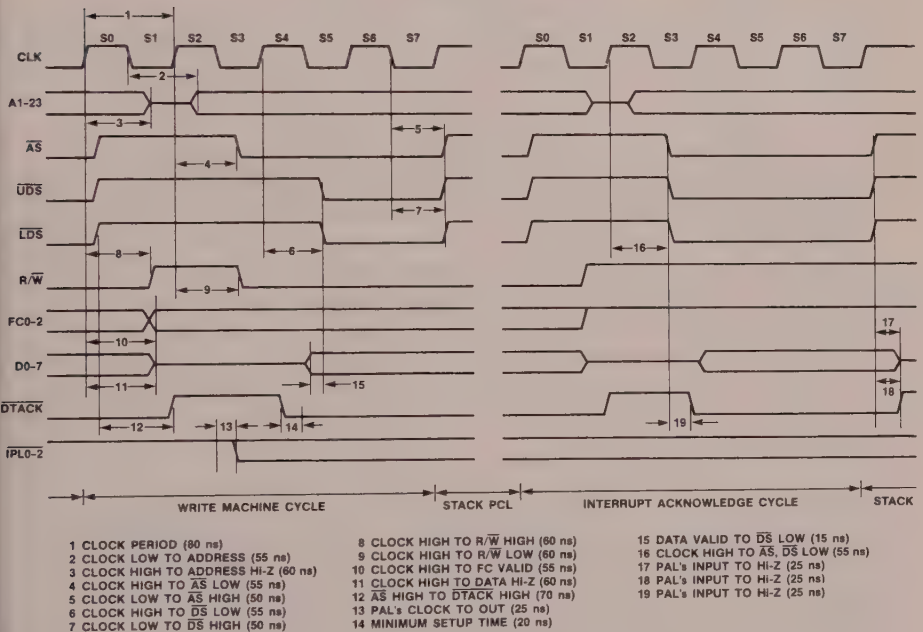 1
S0 S1 S2 S3 S4 S5 S6 S7 S0 S1 S2 S3 S4 S5 S6 S7
CLK
2
A1-23
3 5
AS
4
UDS
7
LDS
8 6 16
R/W
9
FC0-2
10 17
D0-7
11 15 18
DTACK
12 13 14 19
IPL0-2
WRITE MACHINE CYCLE STACK PCL INTERRUPT ACKNOWLEDGE CYCLE STACK
1 CLOCK PERIOD (80 ns)
2 CLOCK LOW TO ADDRESS (55 ns)
3 CLOCK HIGH TO ADDRESS Hi-Z (60 ns)
4 CLOCK HIGH TO AS LOW (55 ns)
5 CLOCK LOW TO AS HIGH (50 ns)
6 CLOCK HIGH TO DS LOW (55 ns)
7 CLOCK LOW TO DS HIGH (50 ns)
8 CLOCK HIGH TO R/W HIGH (60 ns)
9 CLOCK HIGH TO R/W LOW (60 ns)
10 CLOCK HIGH TO FC VALID (55 ns)
11 CLOCK HIGH TO DATA Hi-Z (60 ns)
12 AS HIGH TO DTACK HIGH (70 ns)
13 PAL's CLOCK TO OUT (25 ns)
14 MINIMUM SETUP TIME (20 ns)
15 DATA VALID TO DS LOW (15 ns)
16 CLOCK HIGH TO AS, DS LOW (55 ns)
17 PAL's INPUT TO Hi-Z (25 ns)
18 PAL's INPUT TO Hi-Z (25 ns)
19 PAL's INPUT TO Hi-Z (25 ns)